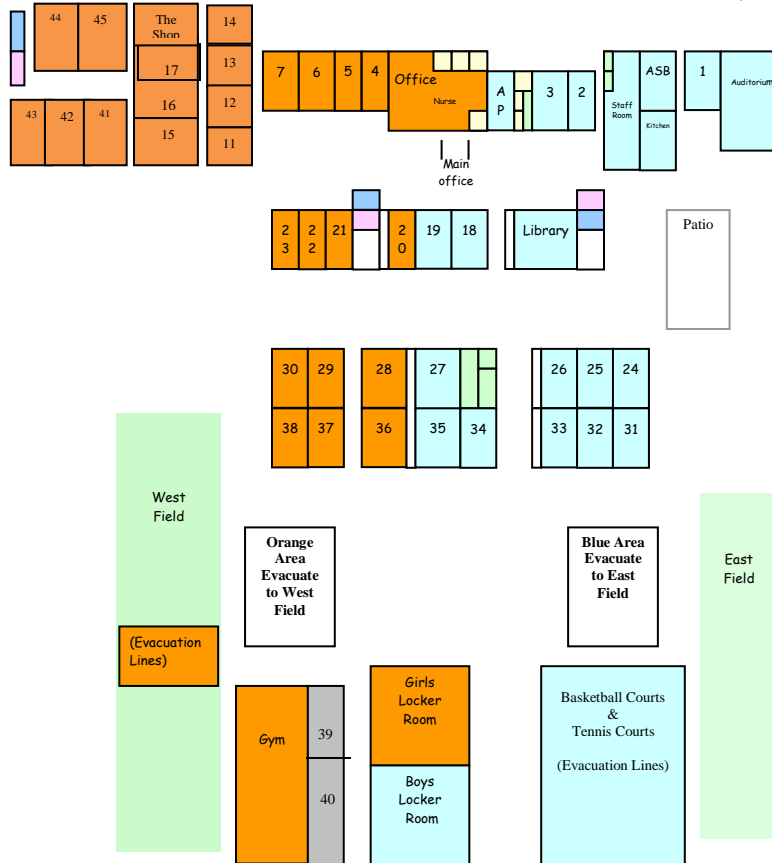 44
45
The
Shop
14
17
13
16
12
15
11
43
42
41
7
6
5
4
Office
Nurse
A
P
3
2
Staff
Room
ASB
Kitchen
1
Auditorium
Main
office
2
3
2
2
21
2
0
19
18
Library
Patio
30
29
28
27
26
25
24
38
37
36
35
34
33
32
31
West
Field
Orange
Area
Evacuate
to West
Field
Blue Area
Evacuate
to East
Field
East
Field
(Evacuation
Lines)
Gym
39
40
Girls
Locker
Room
Boys
Locker
Room
Basketball Courts
&
Tennis Courts
(Evacuation Lines)